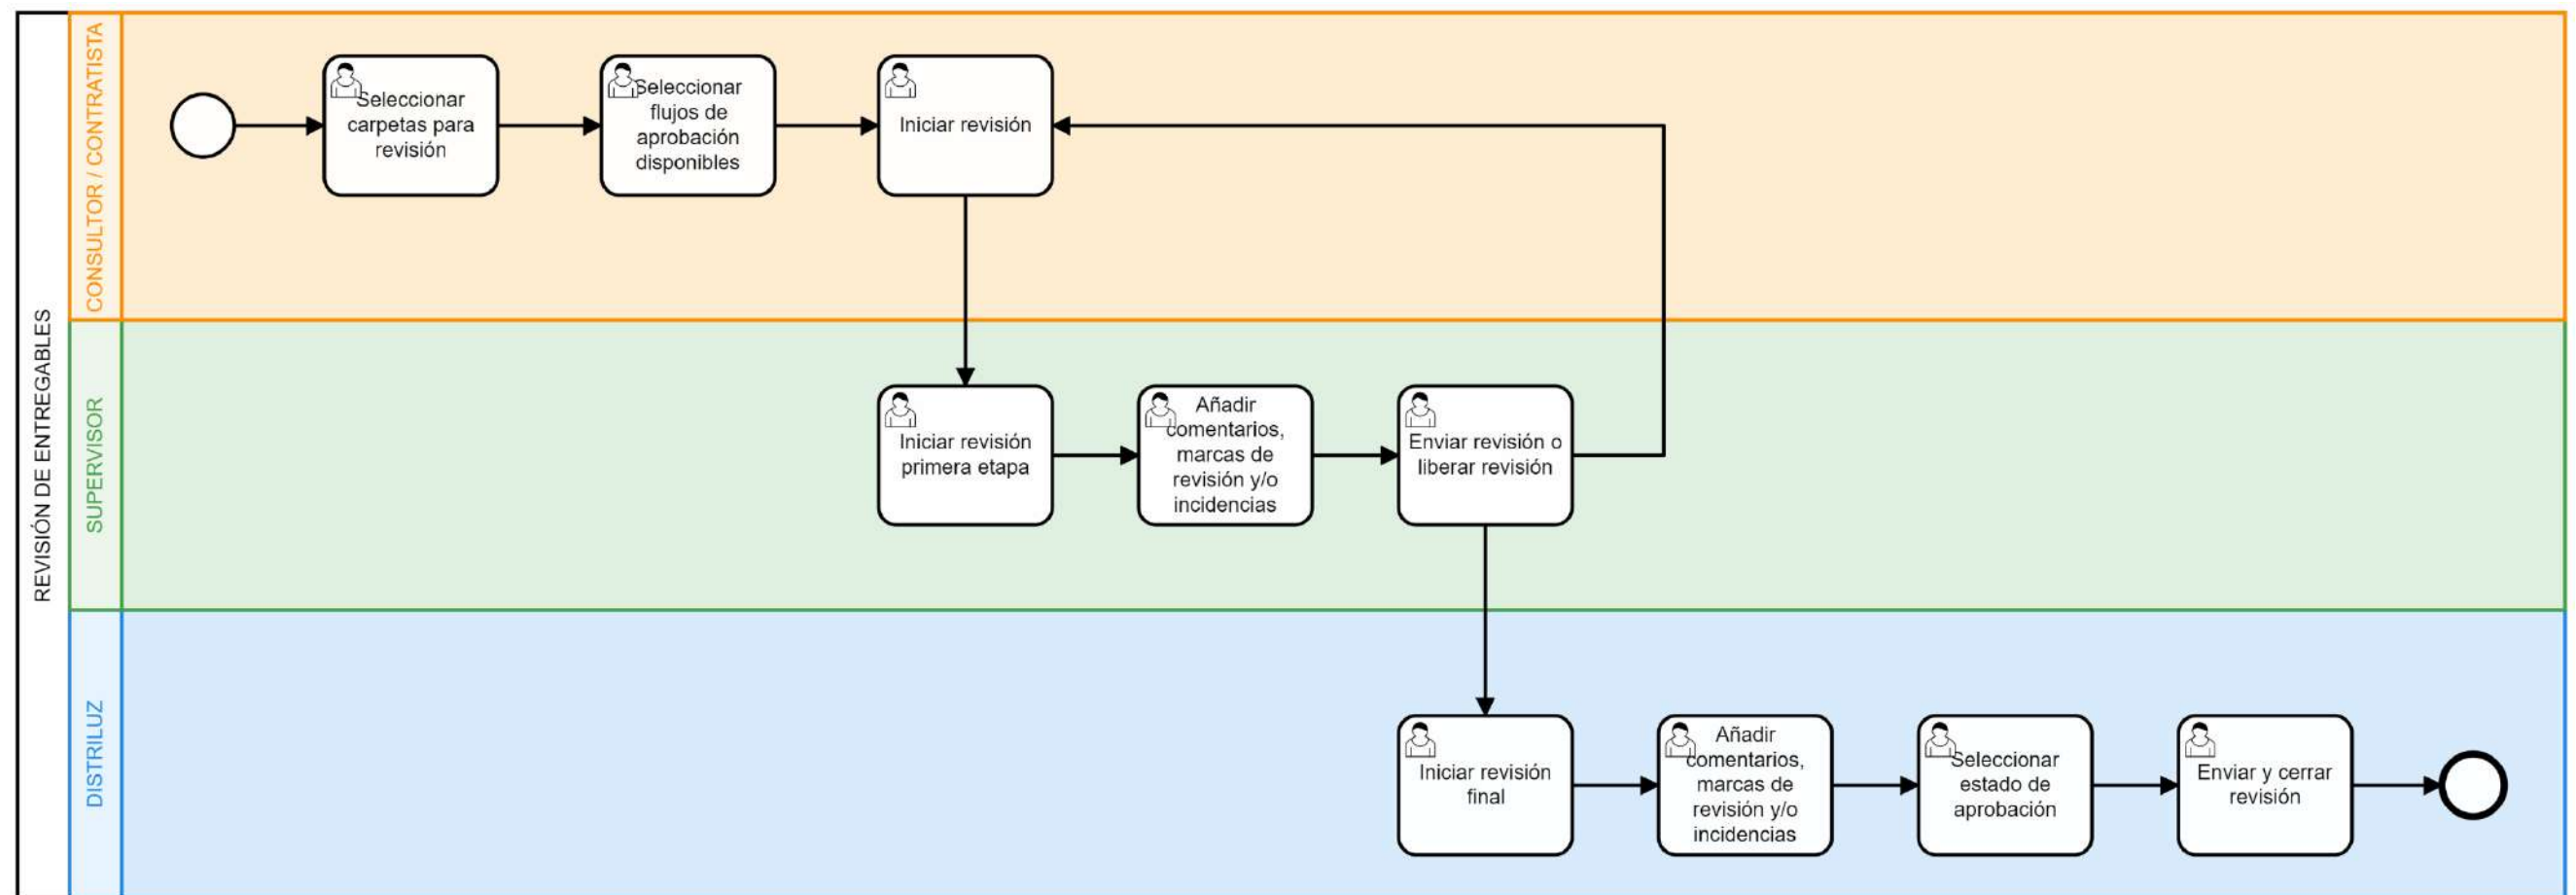 REVISIÓN DE ENTREGABLES
CONSULTOR / CONTRATISTA
Seleccionar
carpetas para
revisión
Seleccionar
flujos de
aprobación
disponibles
Iniciar revisión
SUPERVISOR
Iniciar revisión
primera etapa
Añadir
comentarios,
marcas de
revisión y/o
incidencias
Enviar revisión o
liberar revisión
DISTRILUZ
Iniciar revisión
final
Añadir
comentarios,
marcas de
revisión y/o
incidencias
Seleccionar
estado de
aprobación
Enviar y cerrar
revisión